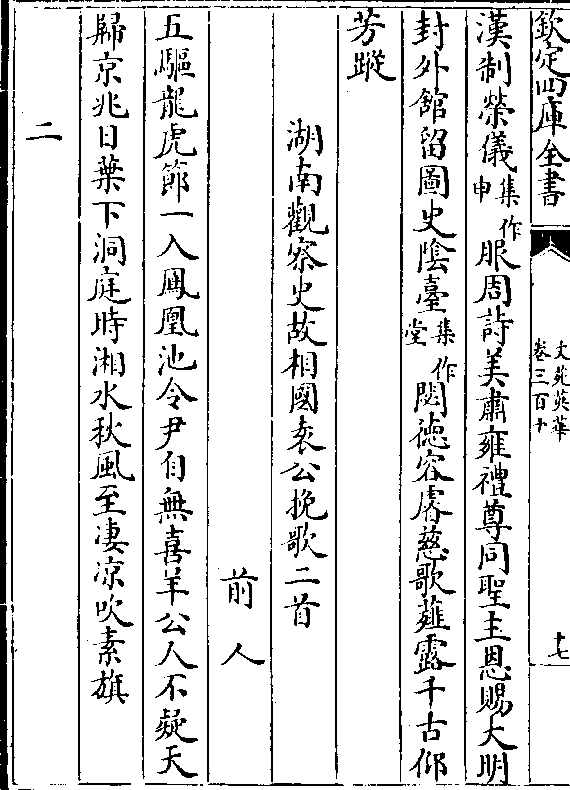 欽定四庫全書
文苑英華
卷三百十
十七
漢制榮儀集作申服周詩美肅雍禮尊同聖主恩賜大明
封外館留圖史陰臺集作堂閟德容睿慈歌薤露千古仰
芳蹤
湖南觀察史故相國袁公挽歌二首
前人
五驅龍虎節一入鳳凰池令尹自無喜羊公人不疑天
歸京兆日葉下洞庭時湘水秋風至凄凉吹素旗
二